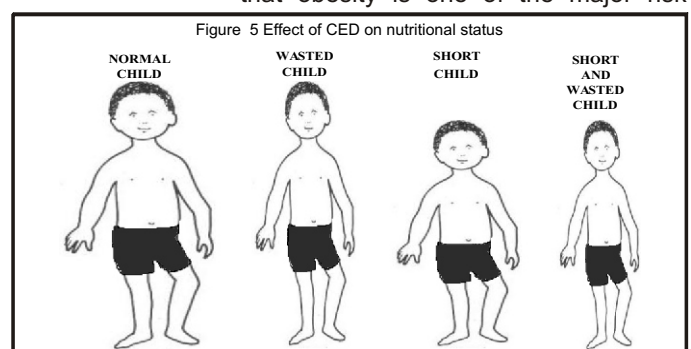 that obesity is one of the major risk
Figure 5 Effect of CED on nutritional status
NORMAL
CHILD
WASTED
CHILD
SHORT
CHILD
SHORT
AND
WASTED
CHILD